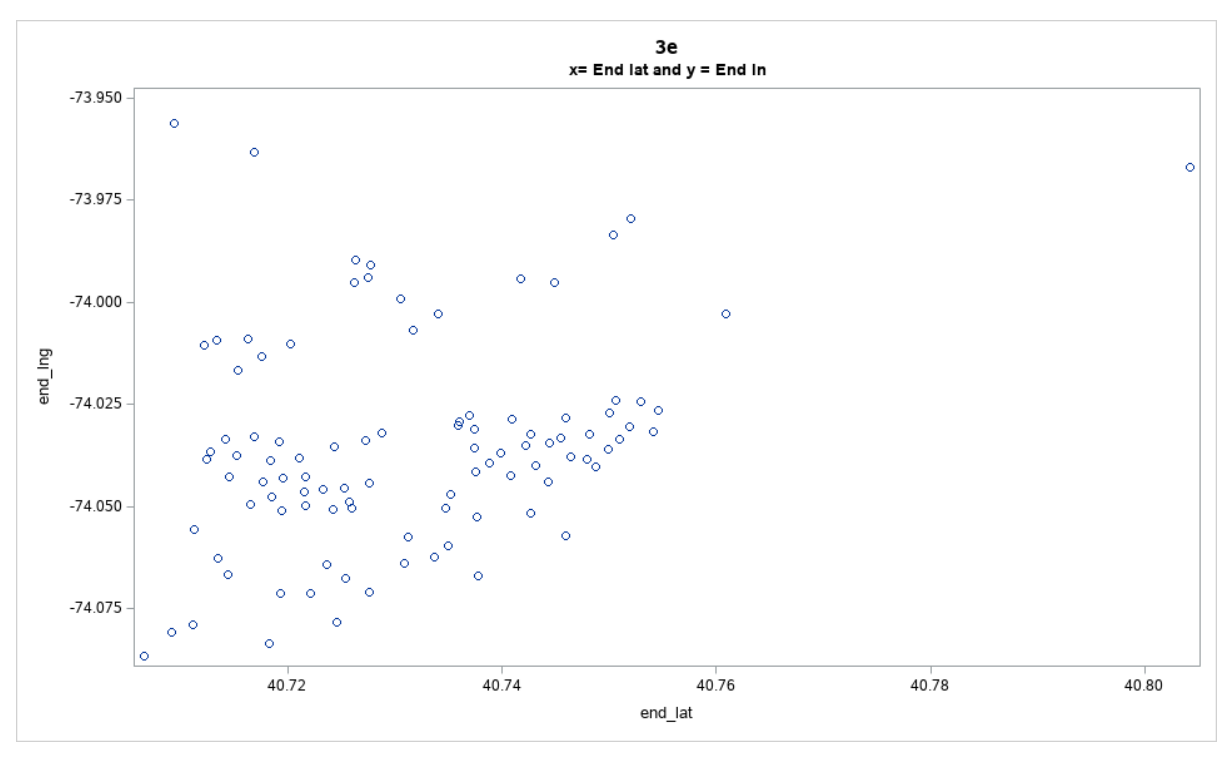 3e
x= End lat and y = End ln
-73.950
-73.975
-74.000
-74.025
-74.050
-74.075
end_lng
40.72 40.74 40.76 40.78 40.80
end_lat